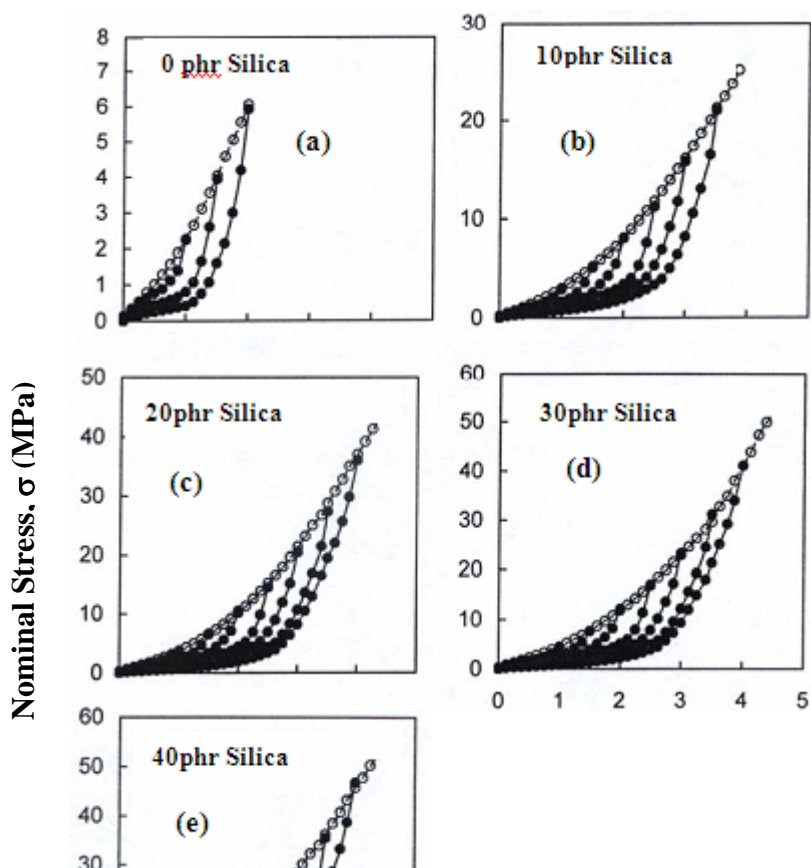 0 phr Silica
(a)
8
7
6
5
4
3
2
1
0
10phr Silica
(b)
30
20
10
0
Nominal Stress, σ (MPa)
20phr Silica
(c)
50
40
30
20
10
0
30phr Silica
(d)
60
50
40
30
20
10
0
0 1 2 3 4 5
40phr Silica
(e)
60
50
40
30